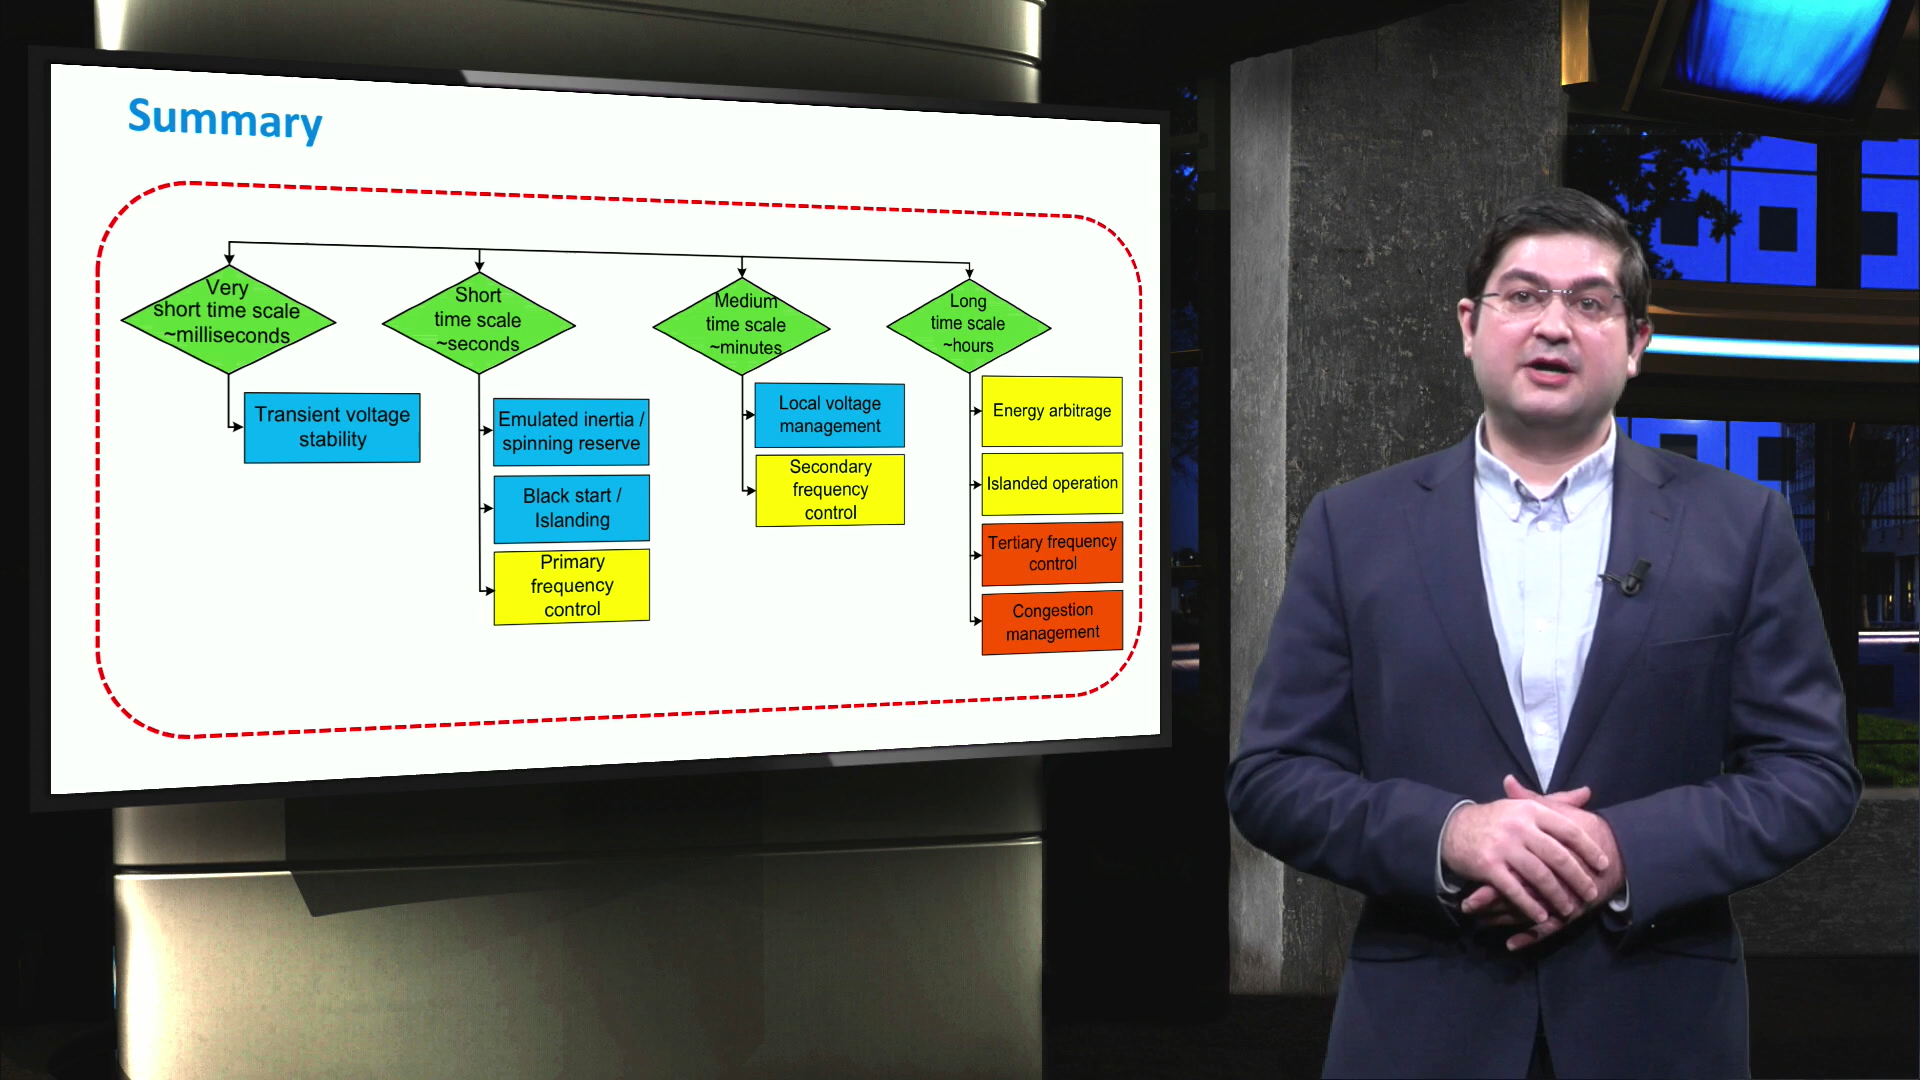 Summary
Very
short time scale
~milliseconds
Transient voltage
stability
Short
time scale
~seconds
Emulated inertia /
spinning reserve
Black start /
Islanding
Primary
frequency
control
Medium
time scale
~minutes
Local voltage
management
Secondary
frequency
control
Long
time scale
~hours
Energy arbitrage
Islanded operation
Tertiary frequency
control
Congestion
management